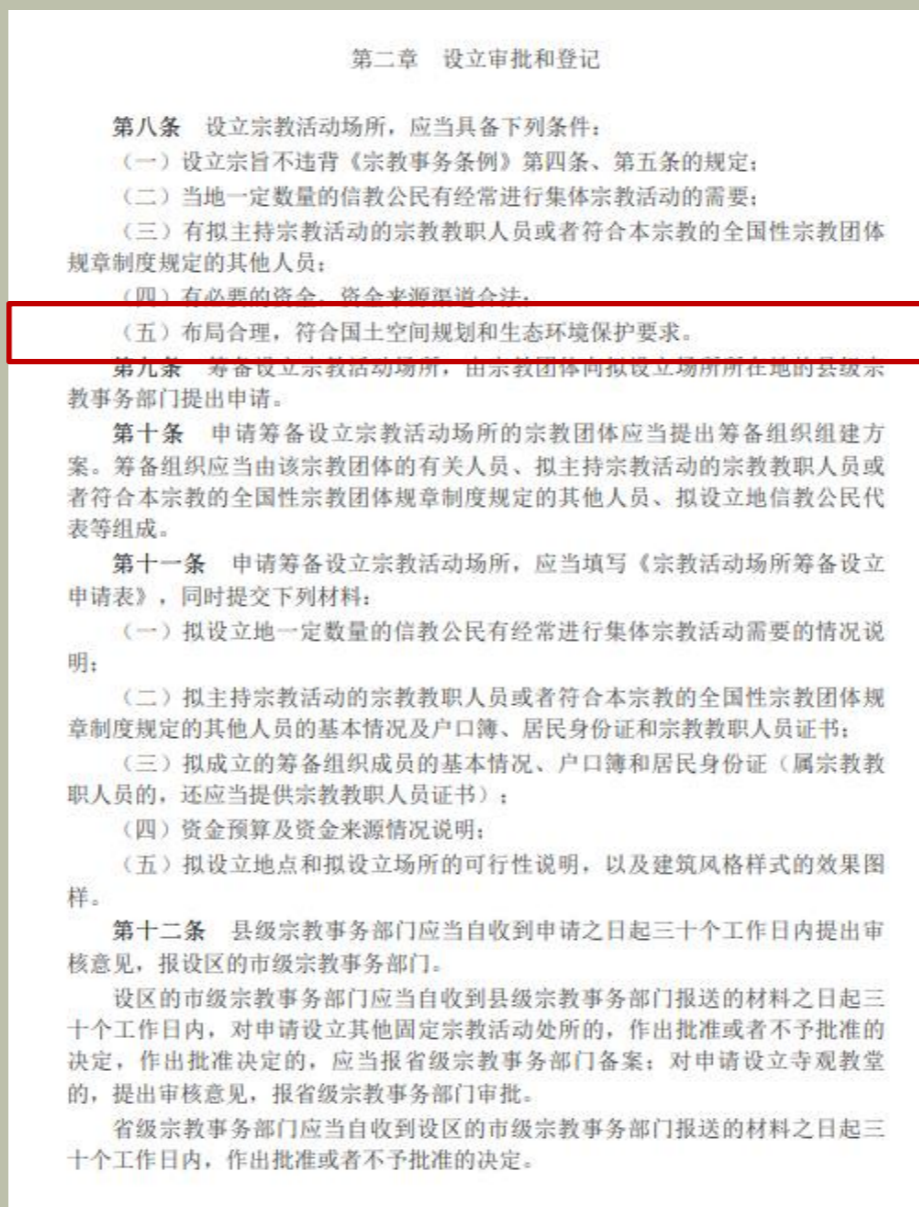 第二章 设立审批和登记
第八条 设立宗教活动场所，应当具备下列条件：
（一）设立宗旨不违背《宗教事务条例》第四条、第五条的规定；
（二）当地一定数量的信教公民有经常进行集体宗教活动的需要；
（三）有拟主持宗教活动的宗教教职人员或者符合本宗教的全国性宗教团体
规章制度规定的其他人员；
（四）有必要的资金，资金来源渠道合法；
（五）布局合理，符合国土空间规划和生态环境保护要求。
第九条 筹备设立宗教活动场所，由宗教团体向拟设立场所所在地的县级宗
教事务部门提出申请。
第十条 申请筹备设立宗教活动场所的宗教团体应当提出筹备组织组建方
案。筹备组织应当由该宗教团体的有关人员、拟主持宗教活动的宗教教职人员或
者符合本宗教的全国性宗教团体规章制度规定的其他人员、拟设立地信教公民代
表等组成。
第十一条 申请筹备设立宗教活动场所，应当填写《宗教活动场所筹备设立
申请表》，同时提交下列材料：
（一）拟设立地一定数量的信教公民有经常进行集体宗教活动需要的情况说
明；
（二）拟主持宗教活动的宗教教职人员或者符合本宗教的全国性宗教团体规
章制度规定的其他人员的基本情况及户口簿、居民身份证和宗教教职人员证书；
（三）拟成立的筹备组织成员的基本情况、户口簿和居民身份证（属宗教教
职人员的，还应当提供宗教教职人员证书）；
（四）资金预算及资金来源情况说明；
（五）拟设立地点和拟设立场所的可行性说明，以及建筑风格样式的效果图
样。
第十二条 县级宗教事务部门应当自收到申请之日起三十个工作日内提出审
核意见，报设区的市级宗教事务部门。
设区的市级宗教事务部门应当自收到县级宗教事务部门报送的材料之日起三
十个工作日内，对申请设立其他固定宗教活动处所的，作出批准或者不予批准的
决定，作出批准决定的，应当报省级宗教事务部门备案；对申请设立寺观教堂
的，提出审核意见，报省级宗教事务部门审批。
省级宗教事务部门应当自收到设区的市级宗教事务部门报送的材料之日起三
十个工作日内，作出批准或者不予批准的决定。